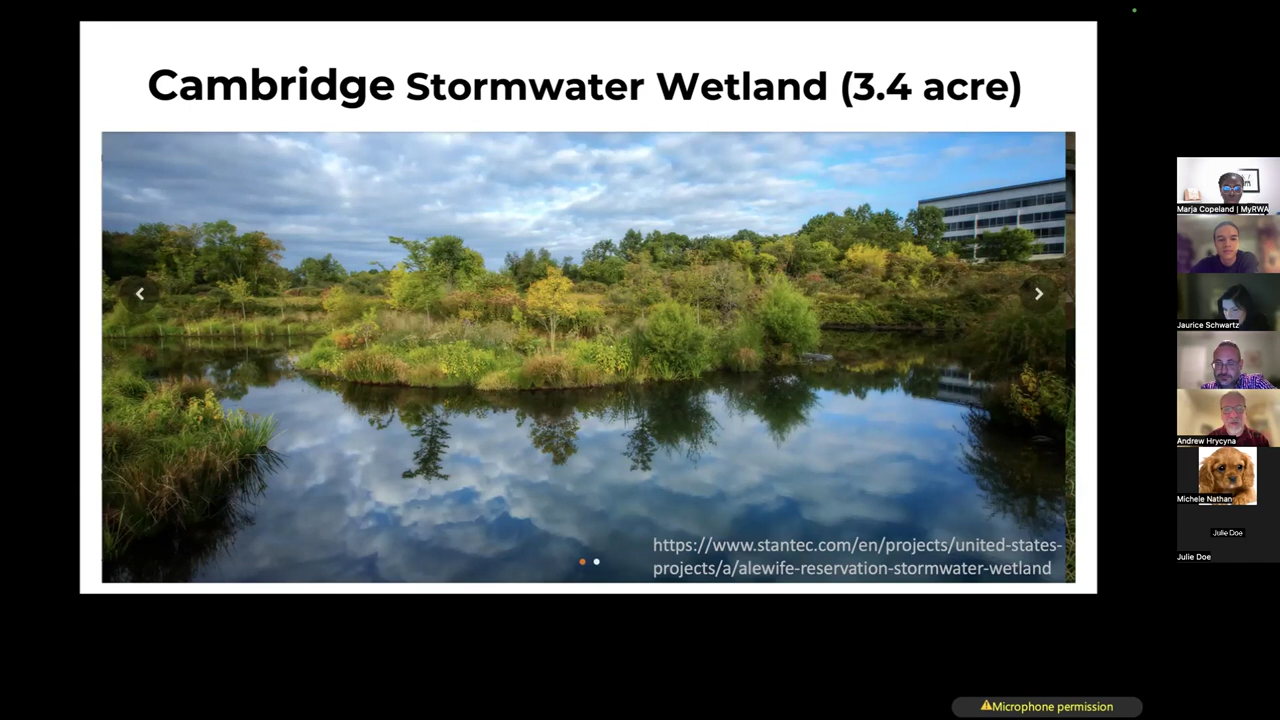 Cambridge Stormwater Wetland (3.4 acre)
https://www.stantec.com/en/projects/united-states-
projects/a/alewife-reservation-stormwater-wetland
Marja Copeland | MyRWA
Jaurice Schwartz
Andrew Hrycyna
Michele Nathan
Julie Doe
Julie Doe
Microphone permission